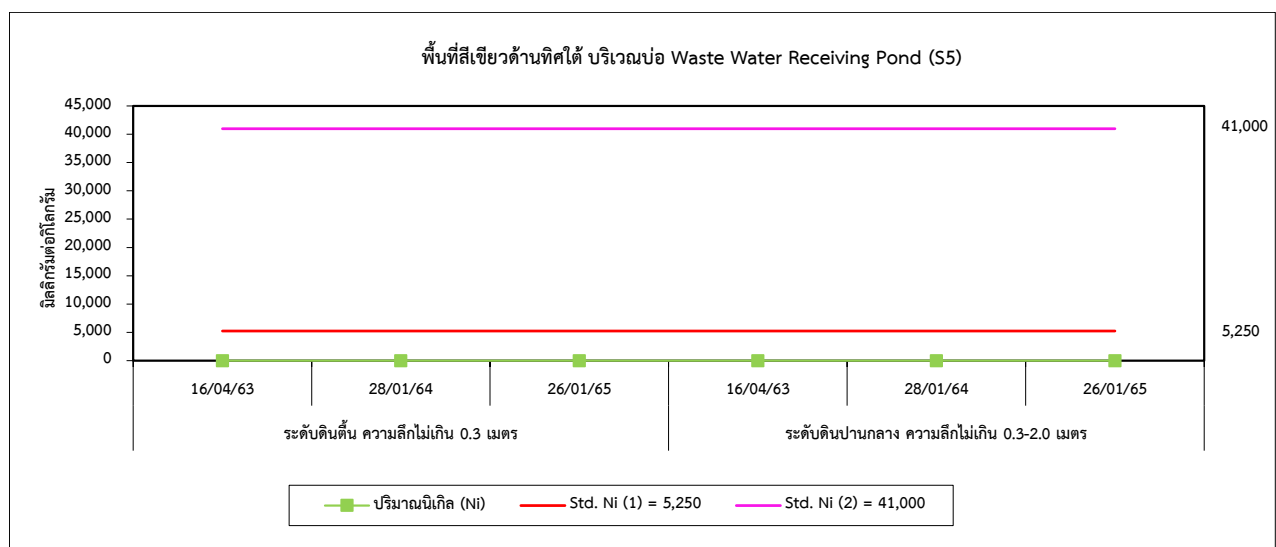 พื้นที่สีเขียวด้านทิศใต้ บริเวณบ่อ Waste Water Receiving Pond (S5)
มิลลิกรัมต่อกิโลกรัม
45,000
40,000
35,000
30,000
25,000
20,000
15,000
10,000
5,000
0
41,000
5,250
16/04/63 28/01/64 26/01/65 16/04/63 28/01/64 26/01/65
ระดับดินตื้น ความลึกไม่เกิน 0.3 เมตร ระดับดินปานกลาง ความลึกไม่เกิน 0.3-2.0 เมตร
ปริมาณนิเกิล (Ni) Std. Ni (1) = 5,250 Std. Ni (2) = 41,000